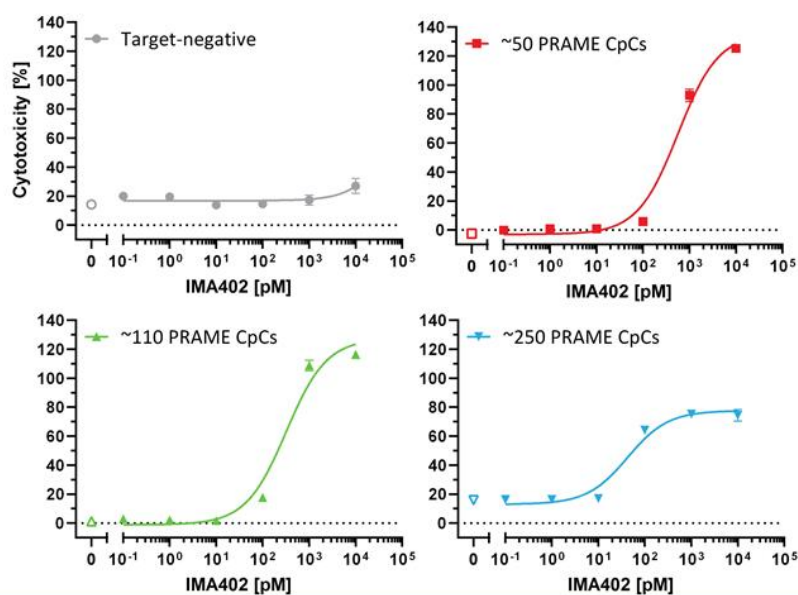 Target-negative
Cytotoxicity [%]
140
120
100
80
60
40
20
0
0 10⁻¹ 10⁰ 10¹ 10² 10³ 10⁴ 10⁵
IMA402 [pM]
~50 PRAME CpCs
140
120
100
80
60
40
20
0
0 10⁻¹ 10⁰ 10¹ 10² 10³ 10⁴ 10⁵
IMA402 [pM]
~110 PRAME CpCs
140
120
100
80
60
40
20
0
0 10⁻¹ 10⁰ 10¹ 10² 10³ 10⁴ 10⁵
IMA402 [pM]
~250 PRAME CpCs
140
120
100
80
60
40
20
0
0 10⁻¹ 10⁰ 10¹ 10² 10³ 10⁴ 10⁵
IMA402 [pM]